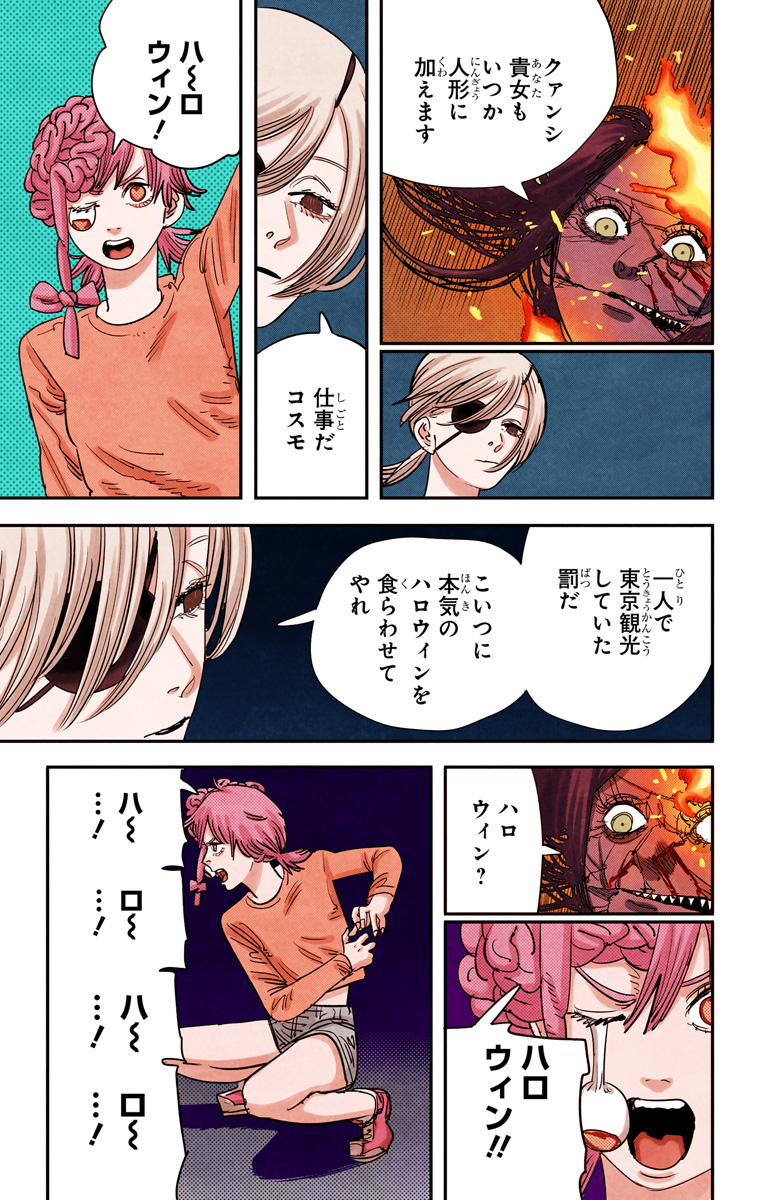 クァンシ
貴女も
いつか
人形に
加えます
仕事だ
コスモ
ハ〜ロ
ウィン！
一人で
東京観光
していた
罰だ
こいつに
本気の
ハロウィンを
食らわせて
やれ
ハロ
ウィン？
ハロ
ウィン!!
ハ〜
…！
ロ〜
…！
ハ〜
…！
ロ〜
…！